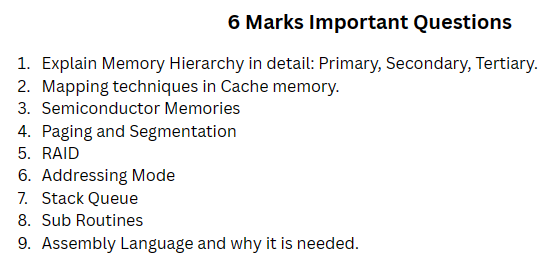 6 Marks Important Questions
1. Explain Memory Hierarchy in detail: Primary, Secondary, Tertiary.
2. Mapping techniques in Cache memory.
3. Semiconductor Memories
4. Paging and Segmentation
5. RAID
6. Addressing Mode
7. Stack Queue
8. Sub Routines
9. Assembly Language and why it is needed.